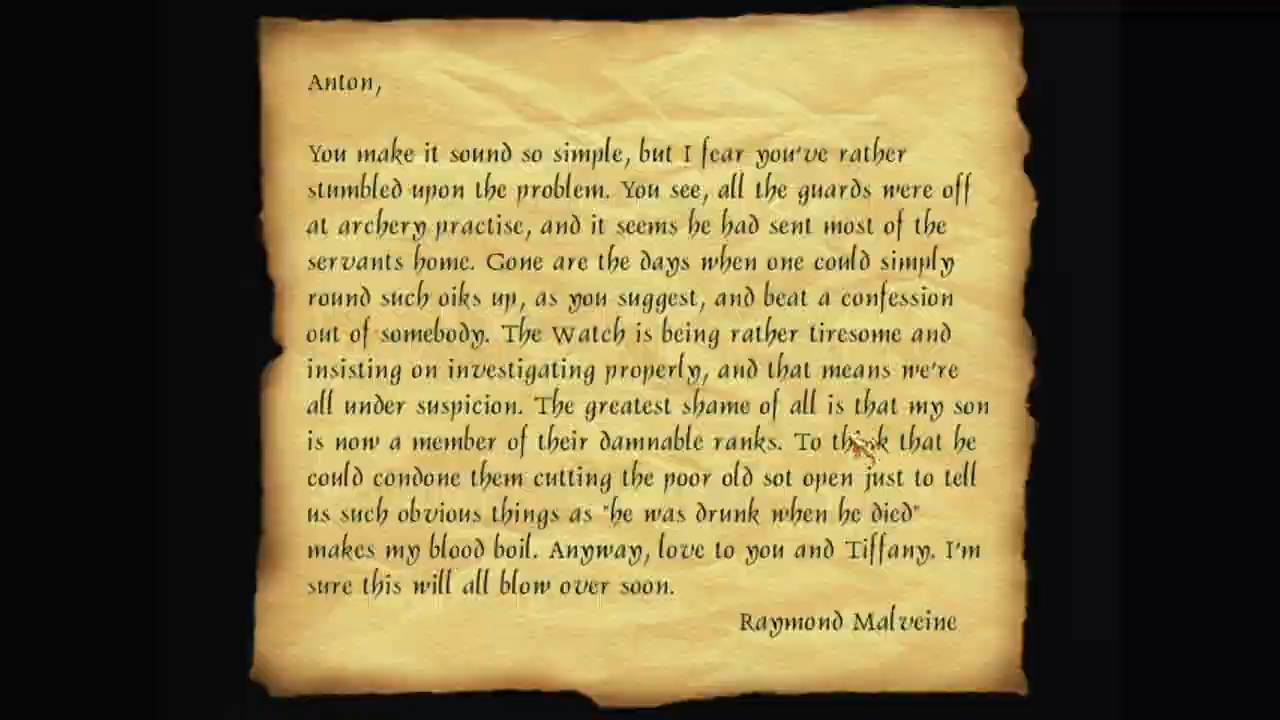 Anton,
You make it sound so simple, but I fear you've rather
stumbled upon the problem. You see, all the guards were off
at archery practise, and it seems he had sent most of the
servants home. Gone are the days when one could simply
round such oiks up, as you suggest, and beat a confession
out of somebody. The Watch is being rather tiresome and
insisting on investigating properly, and that means we're
all under suspicion. The greatest shame of all is that my son
is now a member of their damnable ranks. To think that he
could condone them cutting the poor old sot open just to tell
us such obvious things as "he was drunk when he died"
makes my blood boil. Anyway, love to you and Tiffany. I'm
sure this will all blow over soon.
Raymond Malveine